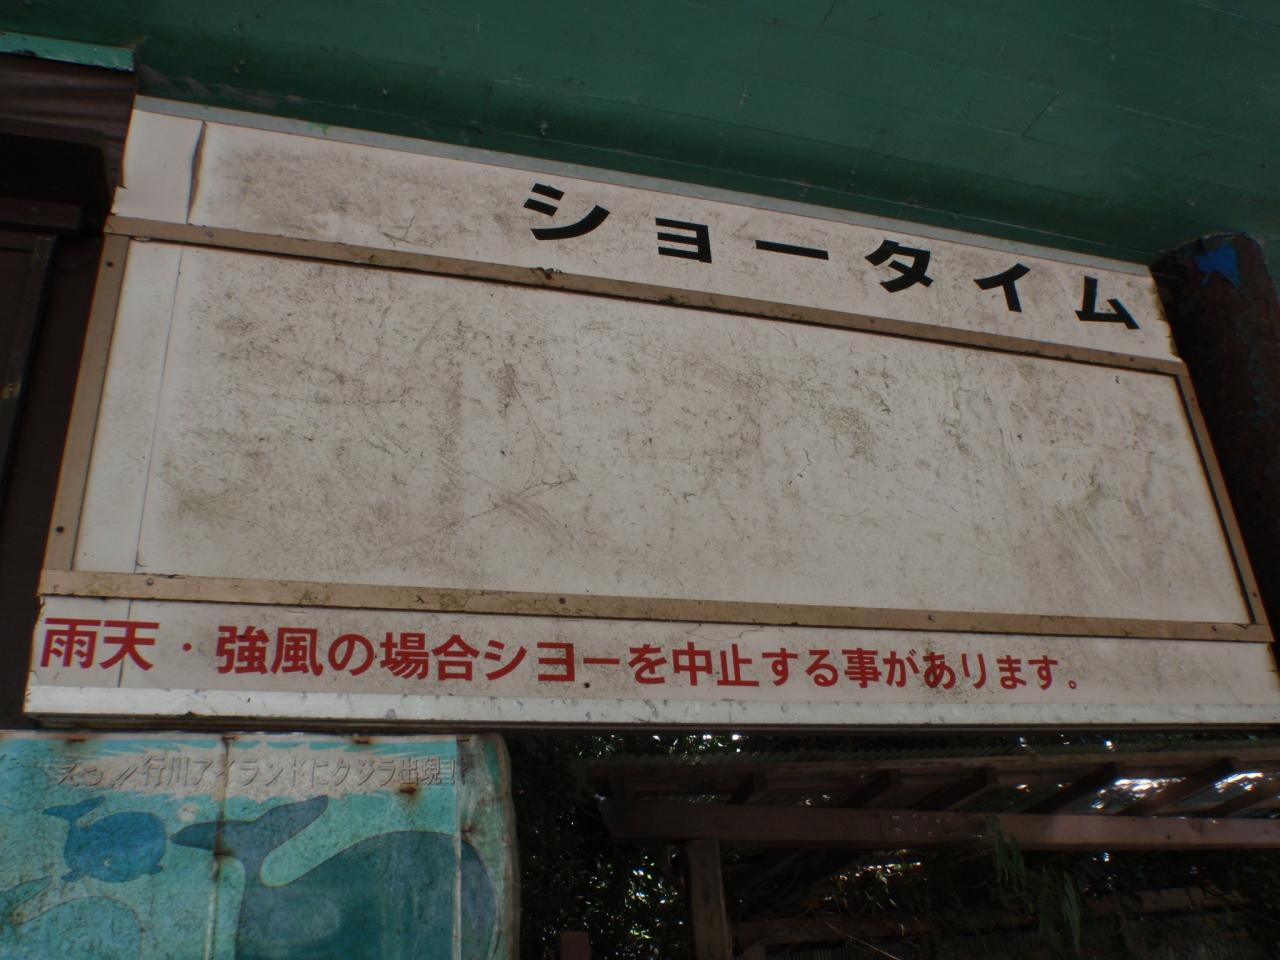 ショータイム
雨天・強風の場合シヨーを中止する事があります。
えっ!!行川アイランドにクジラ出現!!